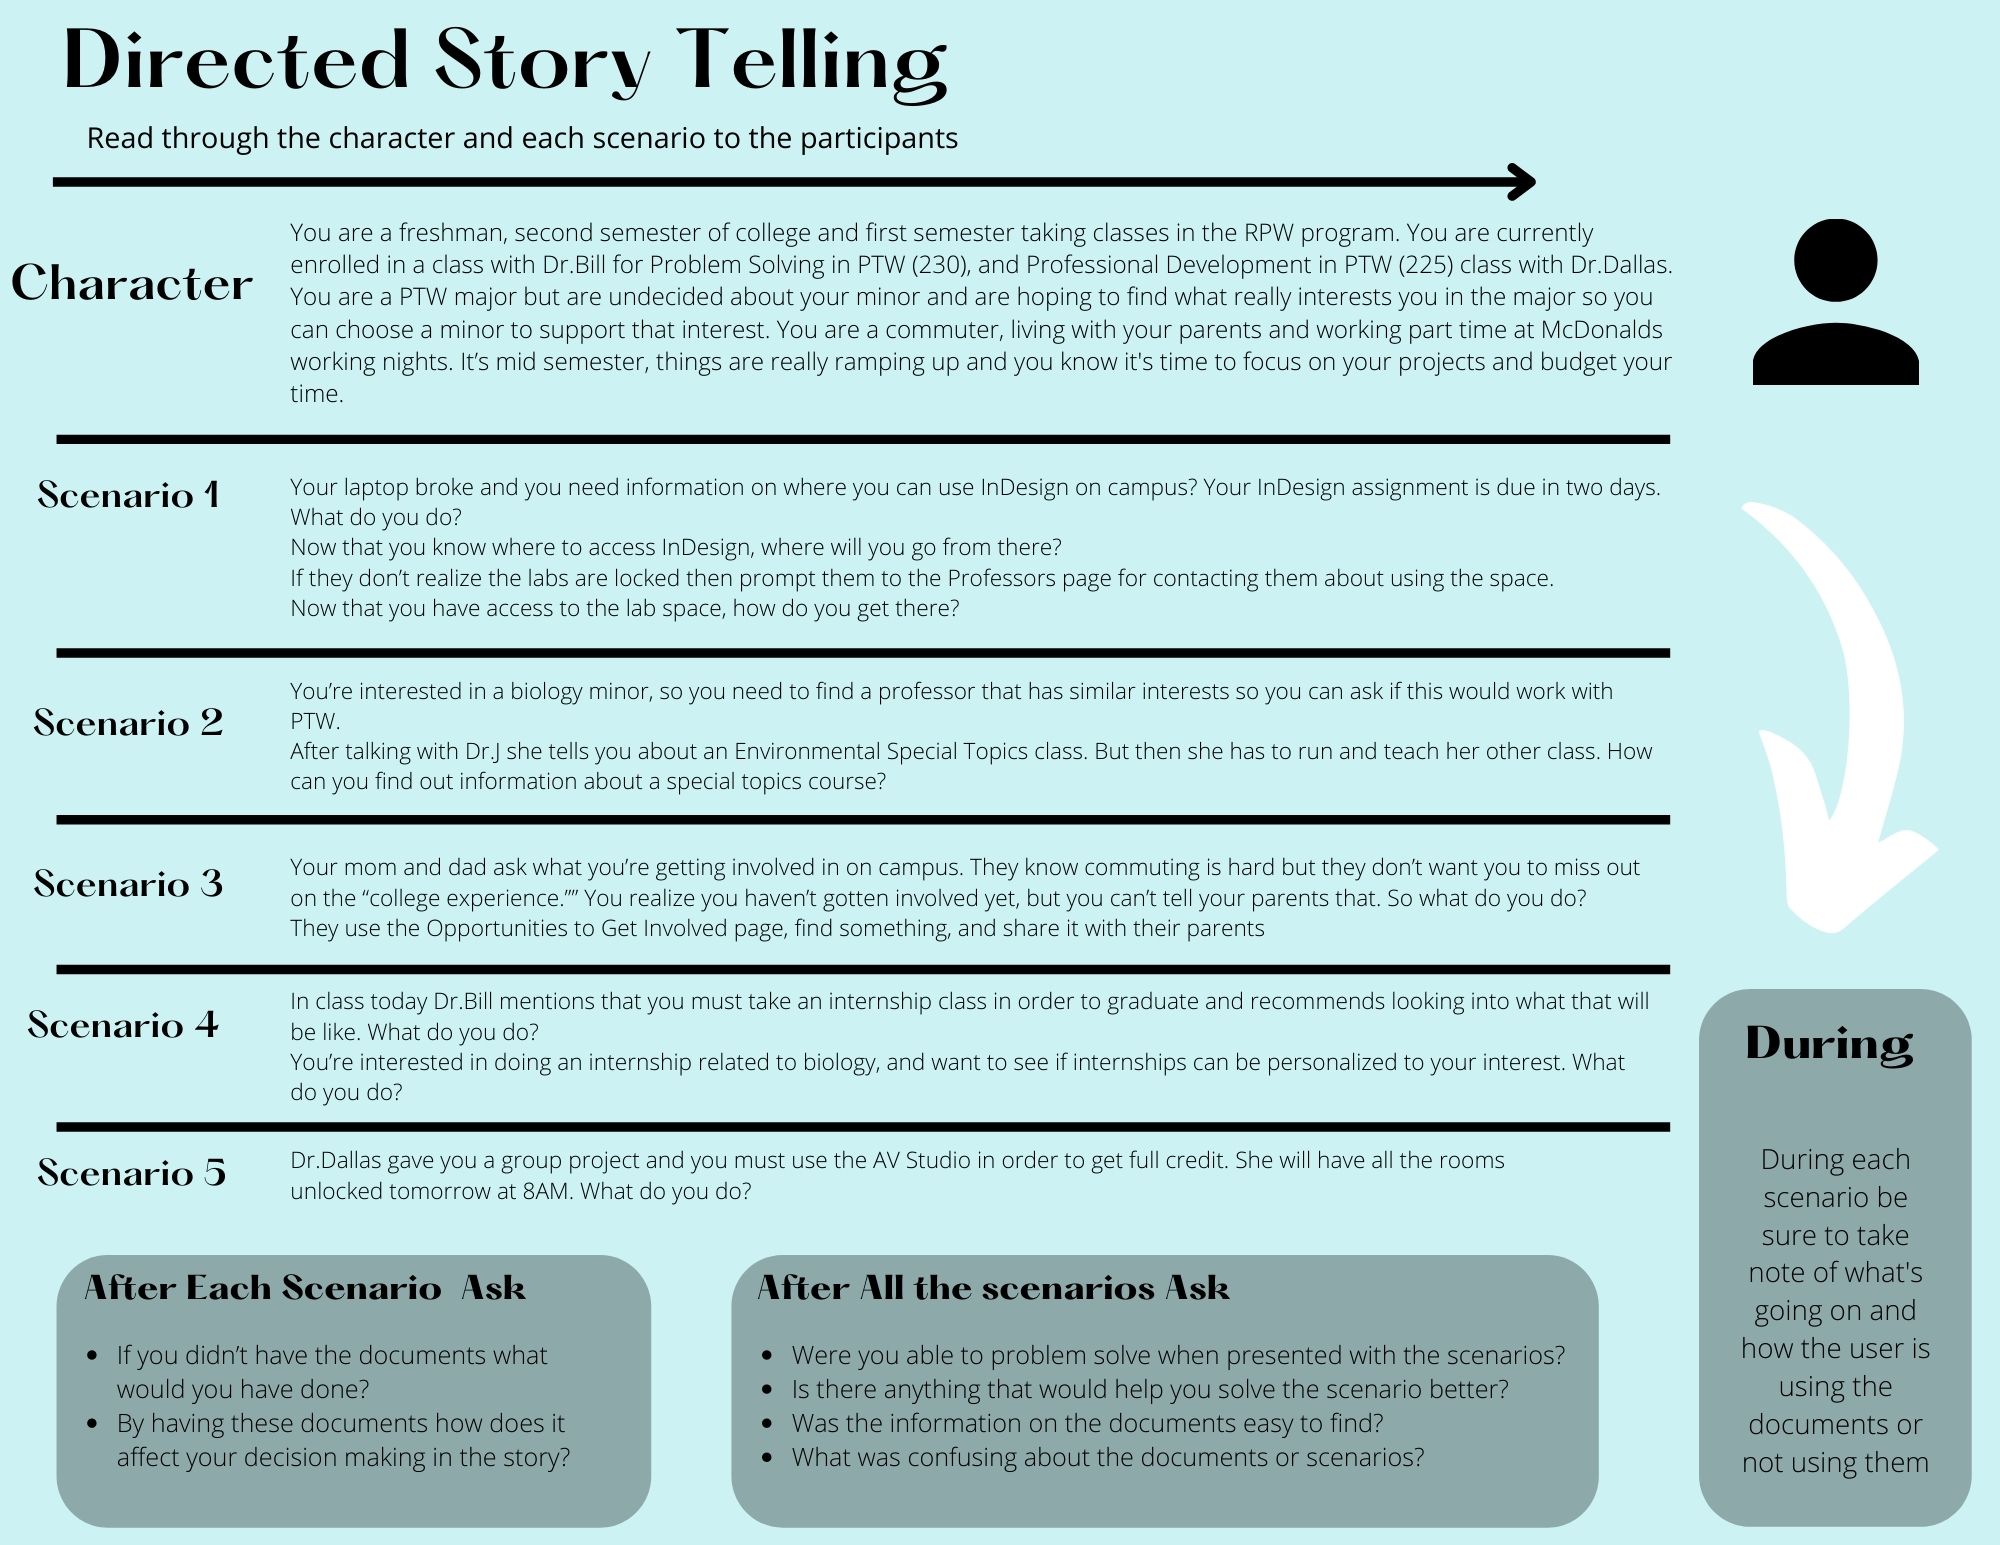 Directed Story Telling
Read through the character and each scenario to the participants
Character
You are a freshman, second semester of college and first semester taking classes in the RPW program. You are currently
enrolled in a class with Dr.Bill for Problem Solving in PTW (230), and Professional Development in PTW (225) class with Dr.Dallas.
You are a PTW major but are undecided about your minor and are hoping to find what really interests you in the major so you
can choose a minor to support that interest. You are a commuter, living with your parents and working part time at McDonalds
working nights. It’s mid semester, things are really ramping up and you know it's time to focus on your projects and budget your
time.
Scenario 1
Your laptop broke and you need information on where you can use InDesign on campus? Your InDesign assignment is due in two days.
What do you do?
Now that you know where to access InDesign, where will you go from there?
If they don’t realize the labs are locked then prompt them to the Professors page for contacting them about using the space.
Now that you have access to the lab space, how do you get there?
Scenario 2
You’re interested in a biology minor, so you need to find a professor that has similar interests so you can ask if this would work with
PTW.
After talking with Dr.J she tells you about an Environmental Special Topics class. But then she has to run and teach her other class. How
can you find out information about a special topics course?
Scenario 3
Your mom and dad ask what you’re getting involved in on campus. They know commuting is hard but they don’t want you to miss out
on the “college experience.”” You realize you haven’t gotten involved yet, but you can’t tell your parents that. So what do you do?
They use the Opportunities to Get Involved page, find something, and share it with their parents
Scenario 4
In class today Dr.Bill mentions that you must take an internship class in order to graduate and recommends looking into what that will
be like. What do you do?
You’re interested in doing an internship related to biology, and want to see if internships can be personalized to your interest. What
do you do?
Scenario 5
Dr.Dallas gave you a group project and you must use the AV Studio in order to get full credit. She will have all the rooms
unlocked tomorrow at 8AM. What do you do?
After Each Scenario Ask
• If you didn’t have the documents what
would you have done?
• By having these documents how does it
affect your decision making in the story?
After All the scenarios Ask
• Were you able to problem solve when presented with the scenarios?
• Is there anything that would help you solve the scenario better?
• Was the information on the documents easy to find?
• What was confusing about the documents or scenarios?
During
During each
scenario be
sure to take
note of what's
going on and
how the user is
using the
documents or
not using them